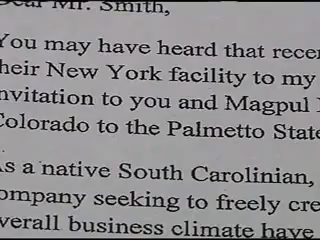 Dear Mr. Smith,
You may have heard that rece
heir New York facility to my
nvitation to you and Magpul
Colorado to the Palmetto State
As a native South Carolinian,
ompany seeking to freely cre
verall business climate have